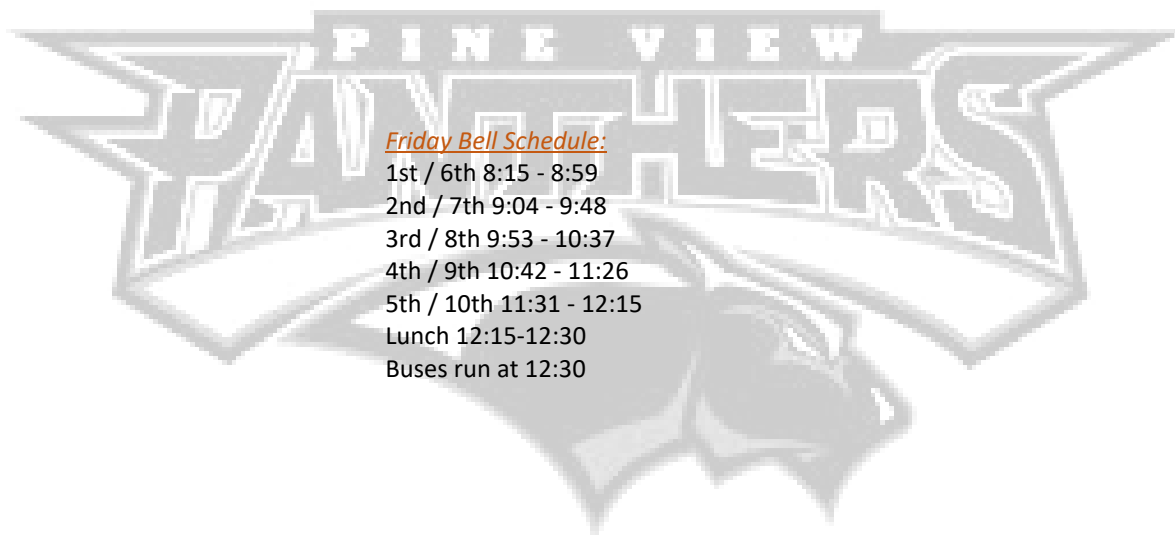 PINE VIEW
PANTHERS
Friday Bell Schedule:
1st / 6th 8:15 - 8:59
2nd / 7th 9:04 - 9:48
3rd / 8th 9:53 - 10:37
4th / 9th 10:42 - 11:26
5th / 10th 11:31 - 12:15
Lunch 12:15-12:30
Buses run at 12:30